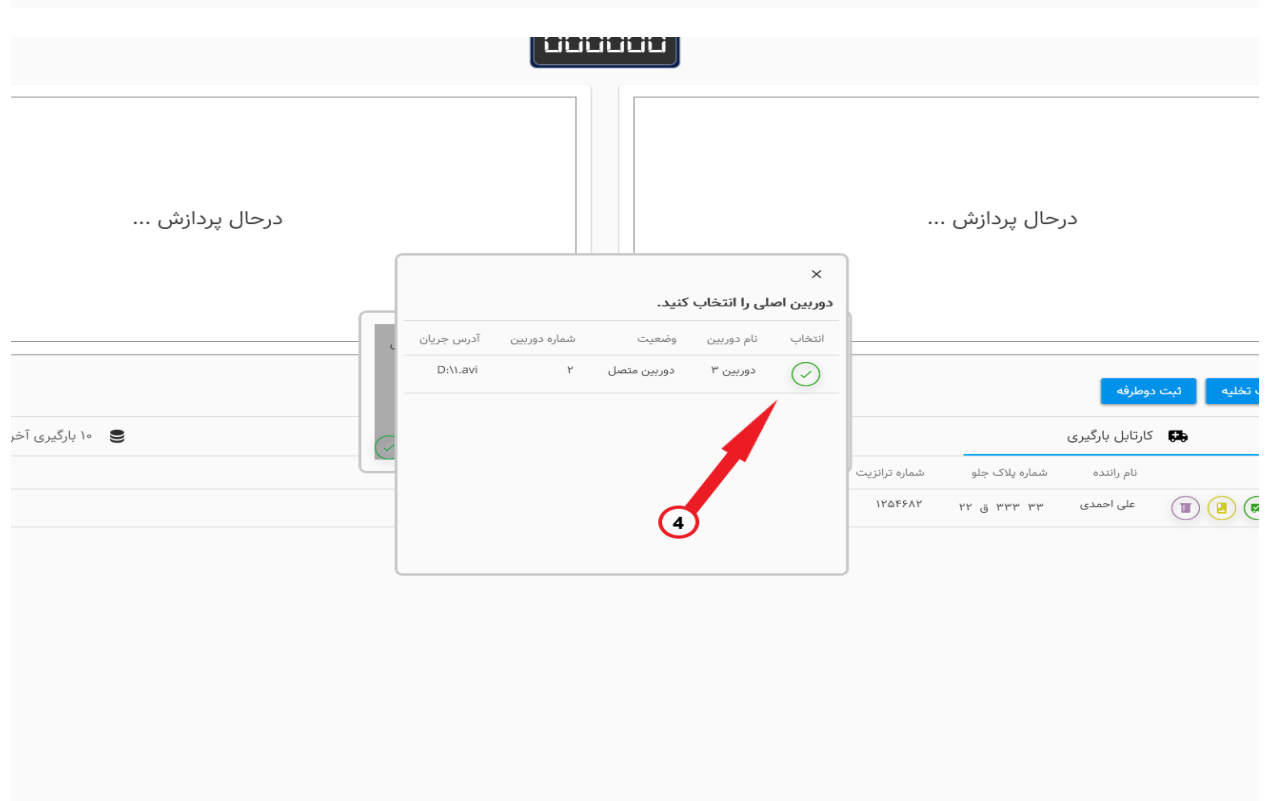 000000
درحال پردازش ...
درحال پردازش ...
×
دوربین اصلی را انتخاب کنید.
انتخاب نام دوربین وضعیت شماره دوربین آدرس جریان
دوربین ۳ دوربین متصل ۲ D:\۱.avi
تخلیه ثبت دوطرفه
کارتابل بارگیری
۱۰ بارگیری آخر
نام راننده شماره پلاک جلو شماره ترانزیت
علی احمدی ۳۳ ۳۳۳ ق ۲۲ ۱۲۵۴۶۸۲
4